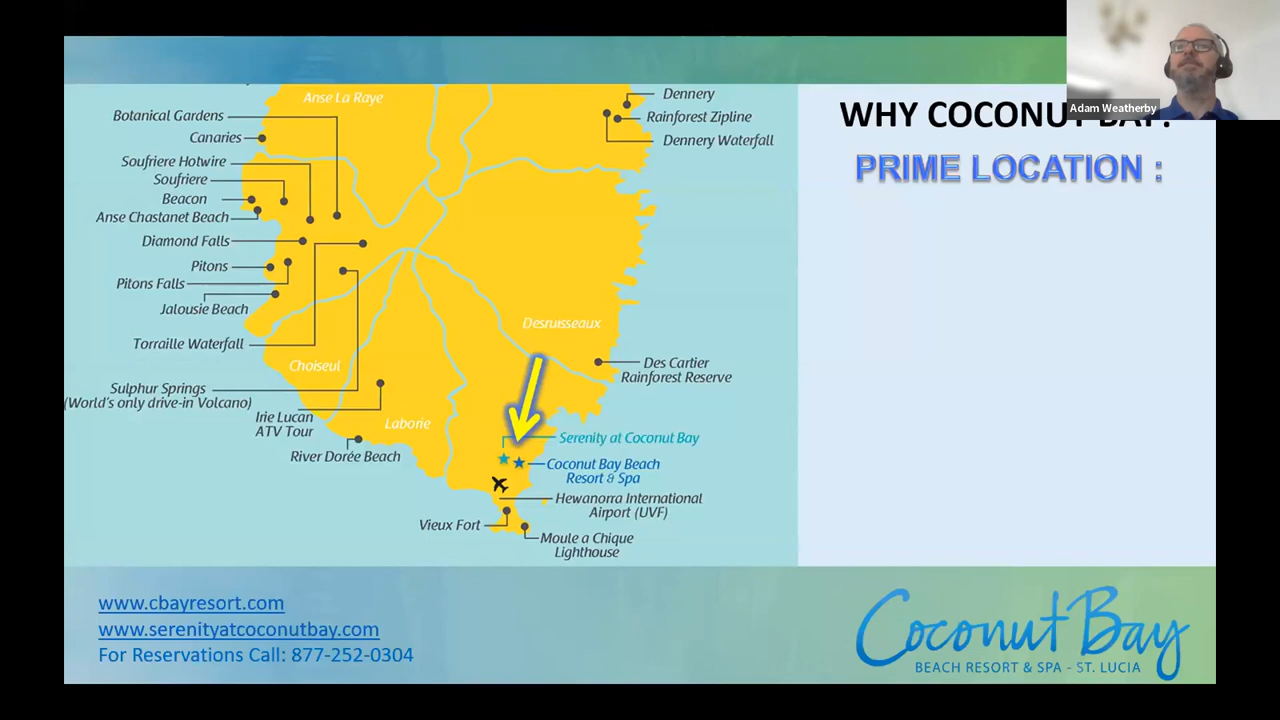 Adam Weatherby
WHY COCONUT BAY:
PRIME LOCATION :
Anse La Raye
Botanical Gardens
Canaries
Soufriere Hotwire
Soufriere
Beacon
Anse Chastanet Beach
Diamond Falls
Pitons
Pitons Falls
Jalousie Beach
Torraille Waterfall
Sulphur Springs
(World's only drive-in Volcano)
Irie Lucan
ATV Tour
River Dorée Beach
Choiseul
Laborie
Desruisseaux
Dennery
Rainforest Zipline
Dennery Waterfall
Des Cartier
Rainforest Reserve
Serenity at Coconut Bay
Coconut Bay Beach
Resort & Spa
Hewanorra International
Airport (UVF)
Vieux Fort
Moule a Chique
Lighthouse
www.cbayresort.com
www.serenityatcoconutbay.com
For Reservations Call: 877-252-0304
Coconut Bay
BEACH RESORT & SPA - ST. LUCIA